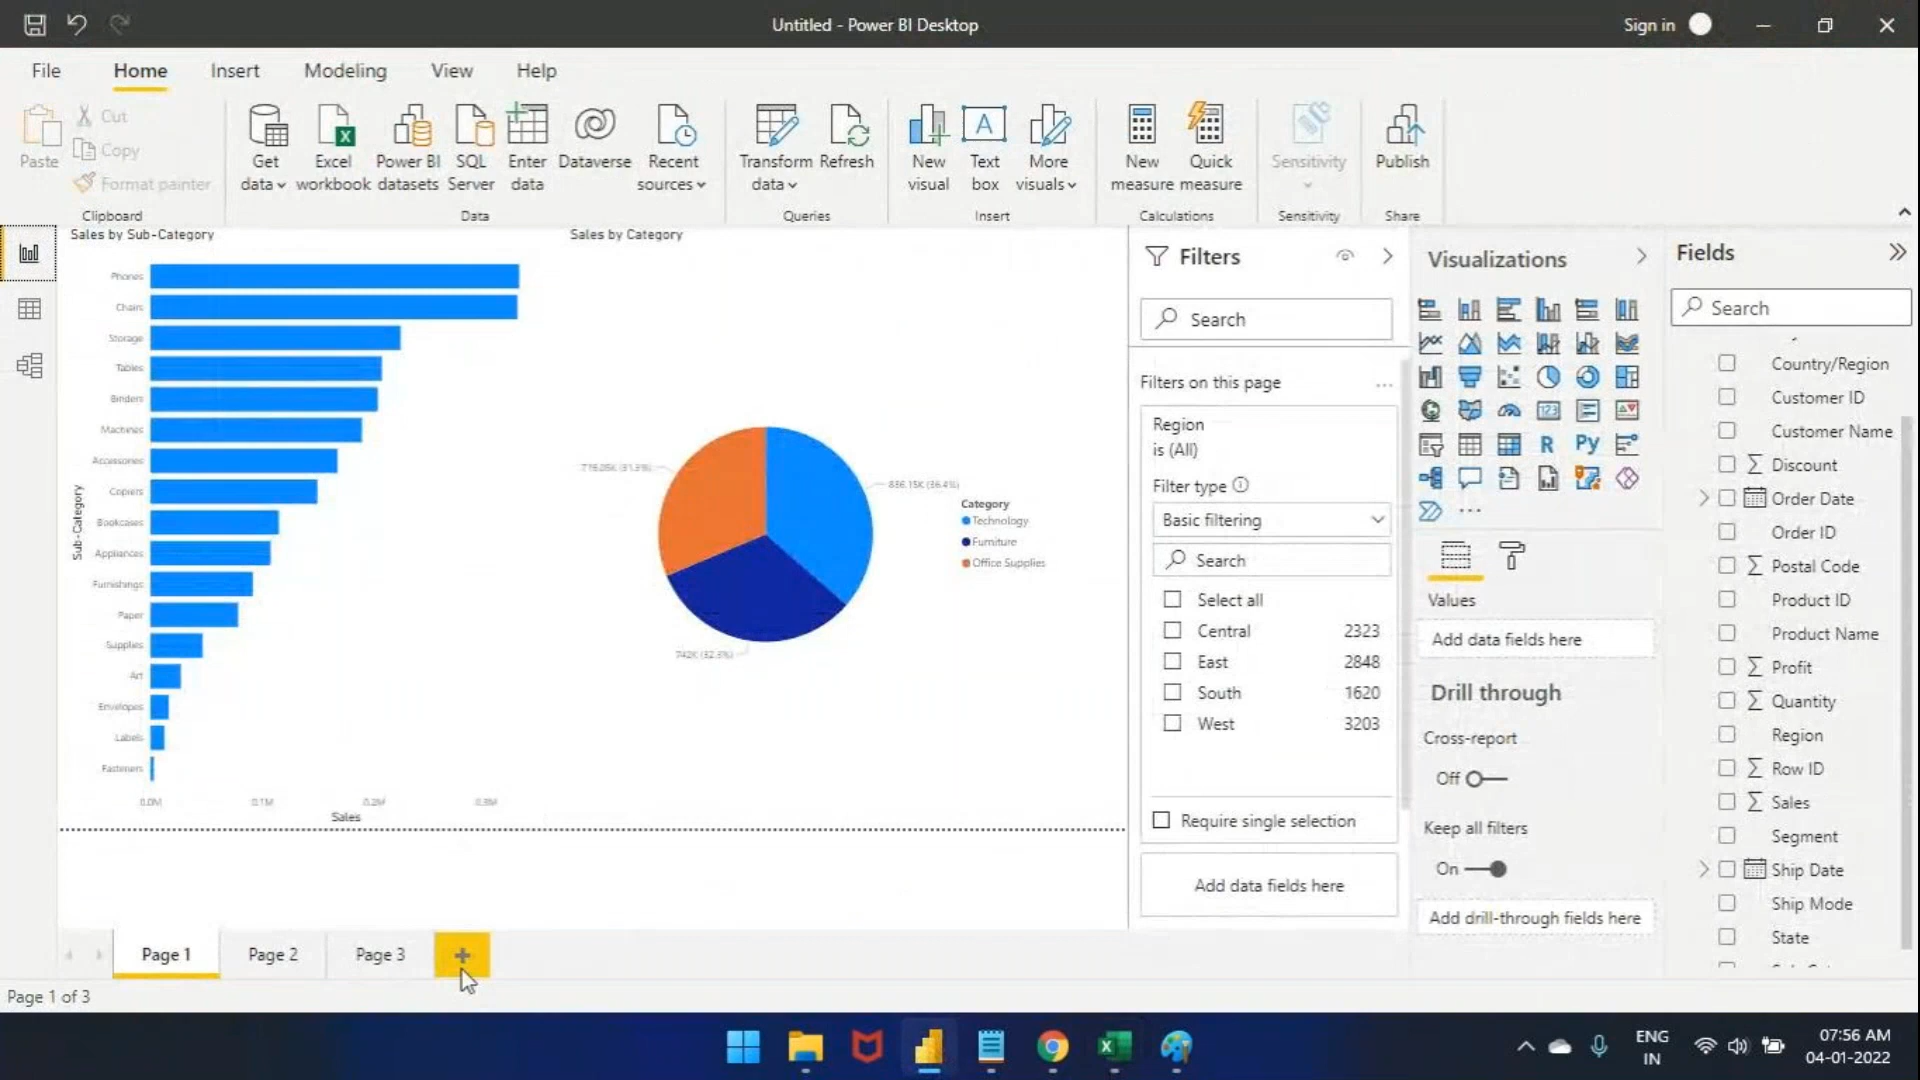 Untitled - Power BI Desktop
Sign in
File
Home
Insert
Modeling
View
Help
Paste
Cut
Copy
Format painter
Clipboard
Get data
Excel workbook
Power BI datasets
SQL Server
Enter data
Dataverse
Recent sources
Data
Transform data
Refresh
Queries
New visual
Text box
More visuals
Insert
New measure
Quick measure
Calculations
Sensitivity
Sensitivity
Publish
Share
Sales by Sub-Category
Sub-Category
Phones
Chairs
Storage
Tables
Binders
Machines
Accessories
Copiers
Bookcases
Appliances
Furnishings
Paper
Supplies
Art
Envelopes
Labels
Fasteners
0.0M
0.1M
0.2M
0.3M
Sales
Sales by Category
836.15K (36.4%)
742K (32.3%)
Category
Technology
Furniture
Office Supplies
Filters
Search
Filters on this page
Region
is (All)
Filter type
Basic filtering
Search
Select all
Central 2323
East 2848
South 1620
West 3203
Require single selection
Add data fields here
Visualizations
123
R
Py
Values
Add data fields here
Drill through
Cross-report
Off
Keep all filters
On
Add drill-through fields here
Fields
Search
Country/Region
Customer ID
Customer Name
Discount
Order Date
Order ID
Postal Code
Product ID
Product Name
Profit
Quantity
Region
Row ID
Sales
Segment
Ship Date
Ship Mode
State
Page 1
Page 2
Page 3
Page 1 of 3
ENG
IN
07:56 AM
04-01-2022